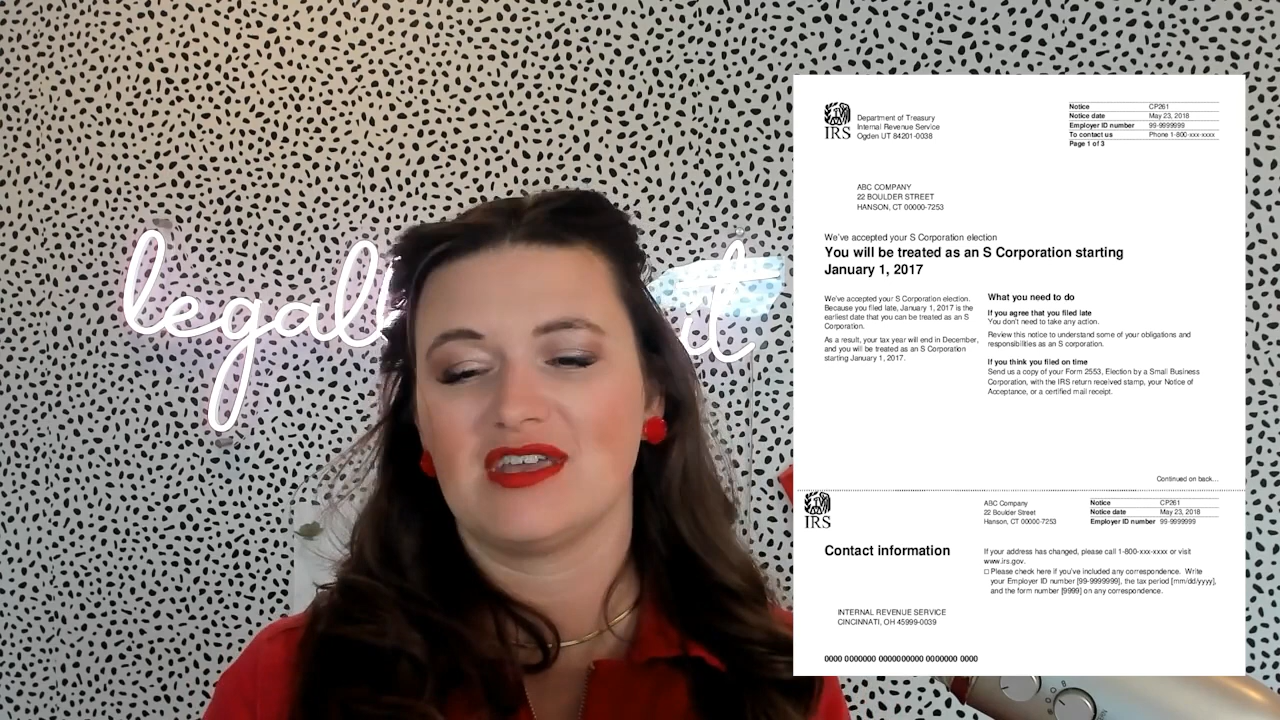 legally it
IRS
Department of Treasury
Internal Revenue Service
Ogden UT 84201-0038
Notice CP261
Notice date May 23, 2018
Employer ID number 99-9999999
To contact us Phone 1-800-xxx-xxxx
Page 1 of 3
ABC COMPANY
22 BOULDER STREET
HANSON, CT 00000-7253
We've accepted your S Corporation election
You will be treated as an S Corporation starting
January 1, 2017
We've accepted your S Corporation election.
Because you filed late, January 1, 2017 is the
earliest date that you can be treated as an S
Corporation.
As a result, your tax year will end in December,
and you will be treated as an S Corporation
starting January 1, 2017.
What you need to do
If you agree that you filed late
You don't need to take any action.
Review this notice to understand some of your obligations and
responsibilities as an S corporation.
If you think you filed on time
Send us a copy of your Form 2553, Election by a Small Business
Corporation, with the IRS return received stamp, your Notice of
Acceptance, or a certified mail receipt.
Continued on back...
IRS
ABC Company
22 Boulder Street
Hanson, CT 00000-7253
Notice CP261
Notice date May 23, 2018
Employer ID number 99-9999999
Contact information
If your address has changed, please call 1-800-xxx-xxxx or visit
www.irs.gov.
□ Please check here if you've included any correspondence. Write
your Employer ID number [99-9999999], the tax period [mm/dd/yyyy],
and the form number [9999] on any correspondence.
INTERNAL REVENUE SERVICE
CINCINNATI, OH 45999-0039
0000 0000000 0000000000 0000000 0000